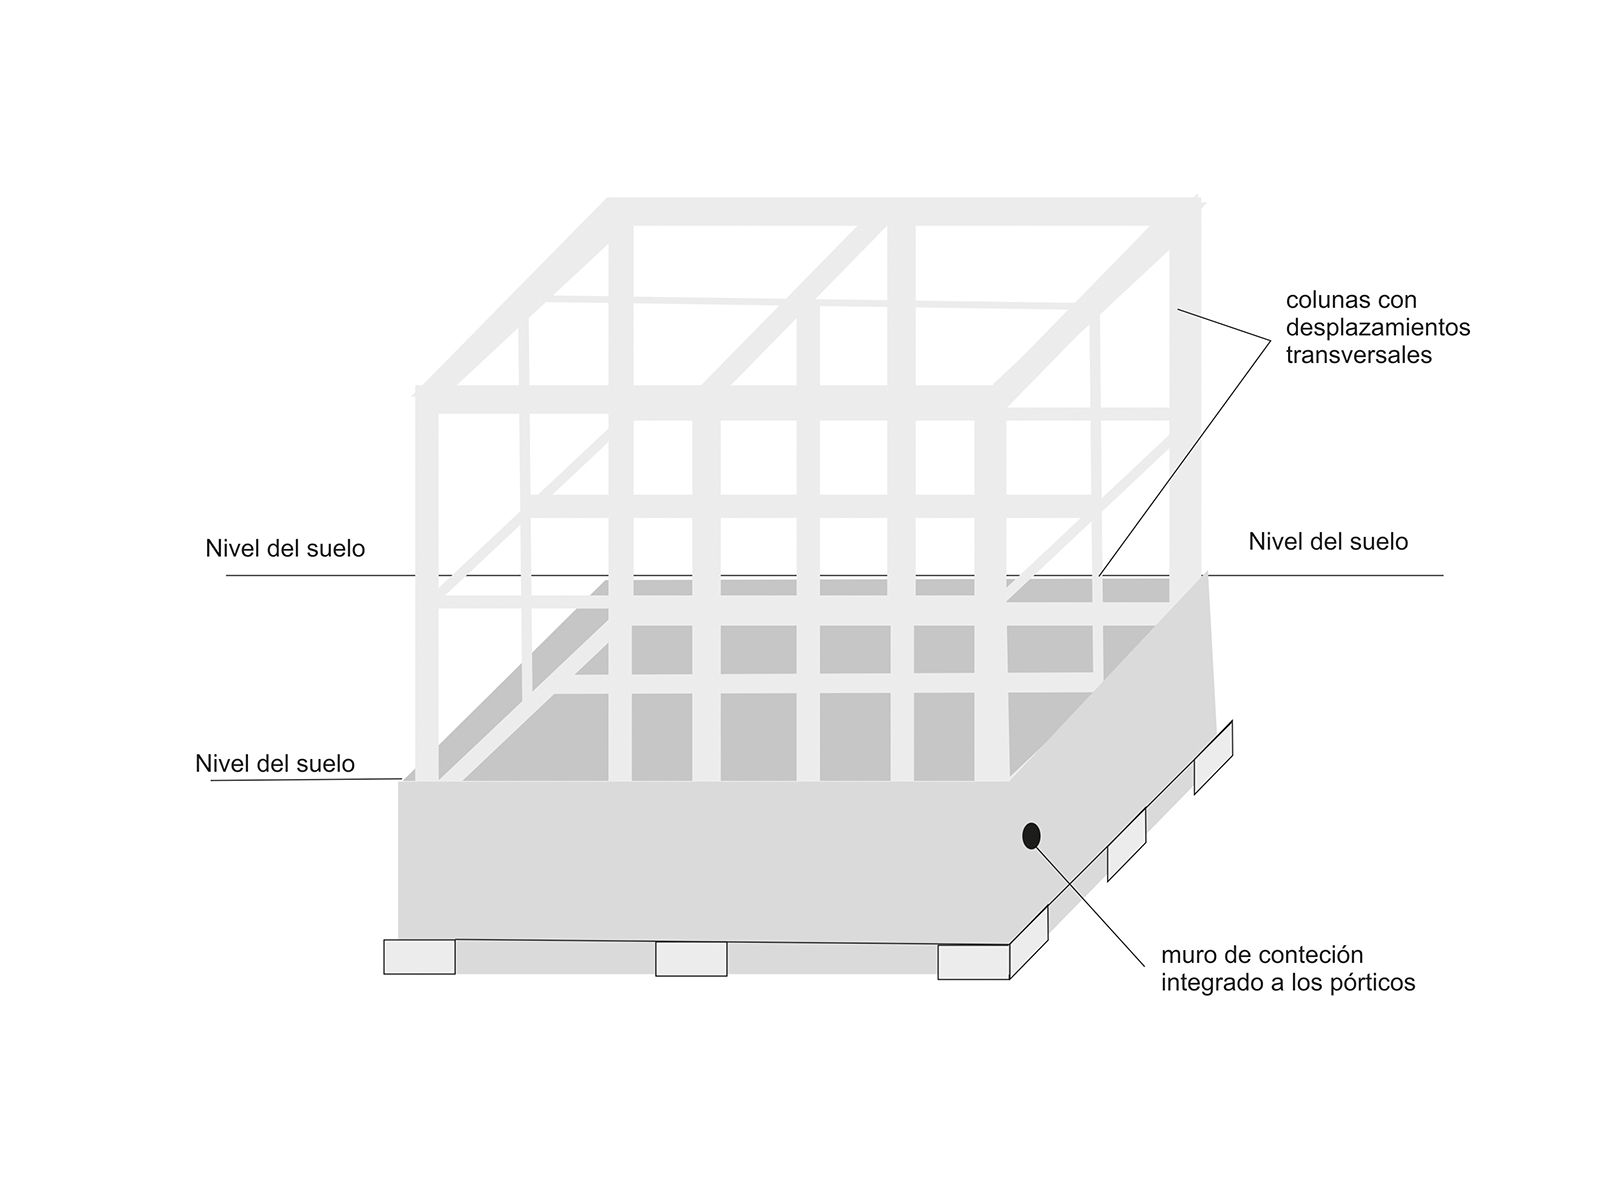 colunas con
desplazamientos
transversales
Nivel del suelo
Nivel del suelo
Nivel del suelo
muro de conteción
integrado a los pórticos